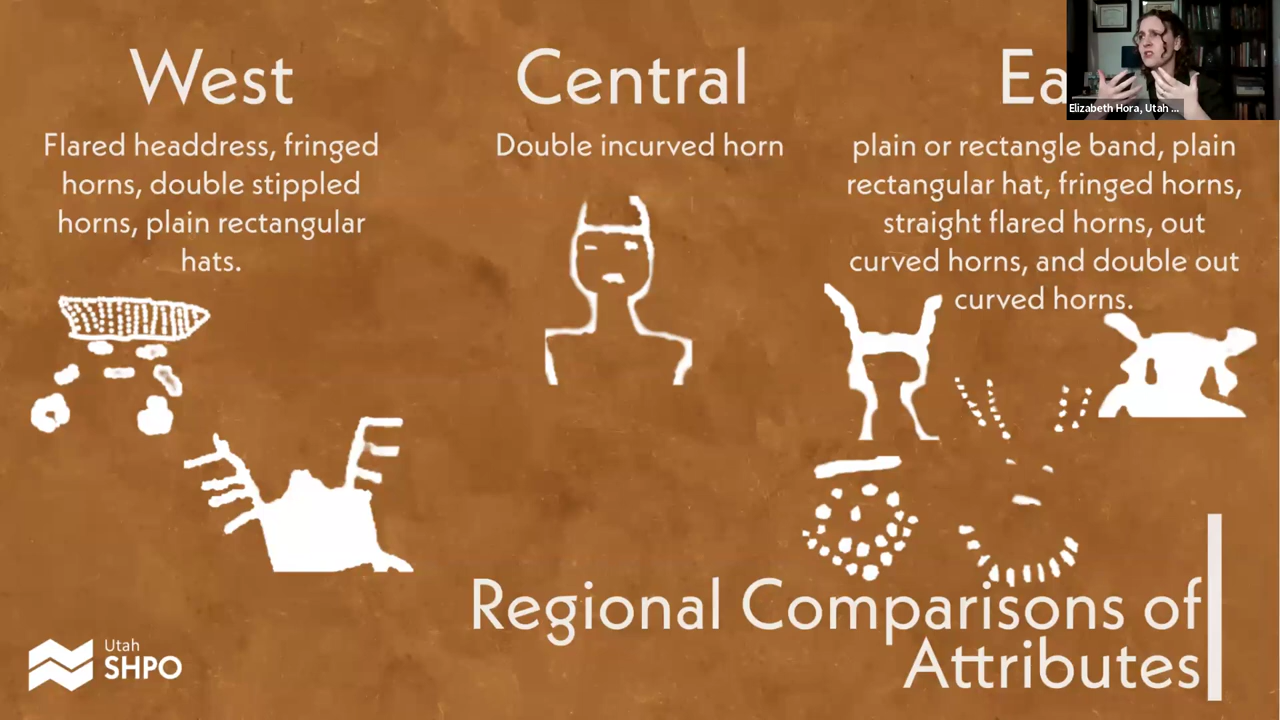 West
Flared headdress, fringed
horns, double stippled
horns, plain rectangular
hats.
Central
Double incurved horn
plain or rectangle band, plain
rectangular hat, fringed horns,
straight flared horns, out
curved horns, and double out
curved horns.
Elizabeth Hora, Utah ...
Regional Comparisons of
Attributes
Utah
SHPO